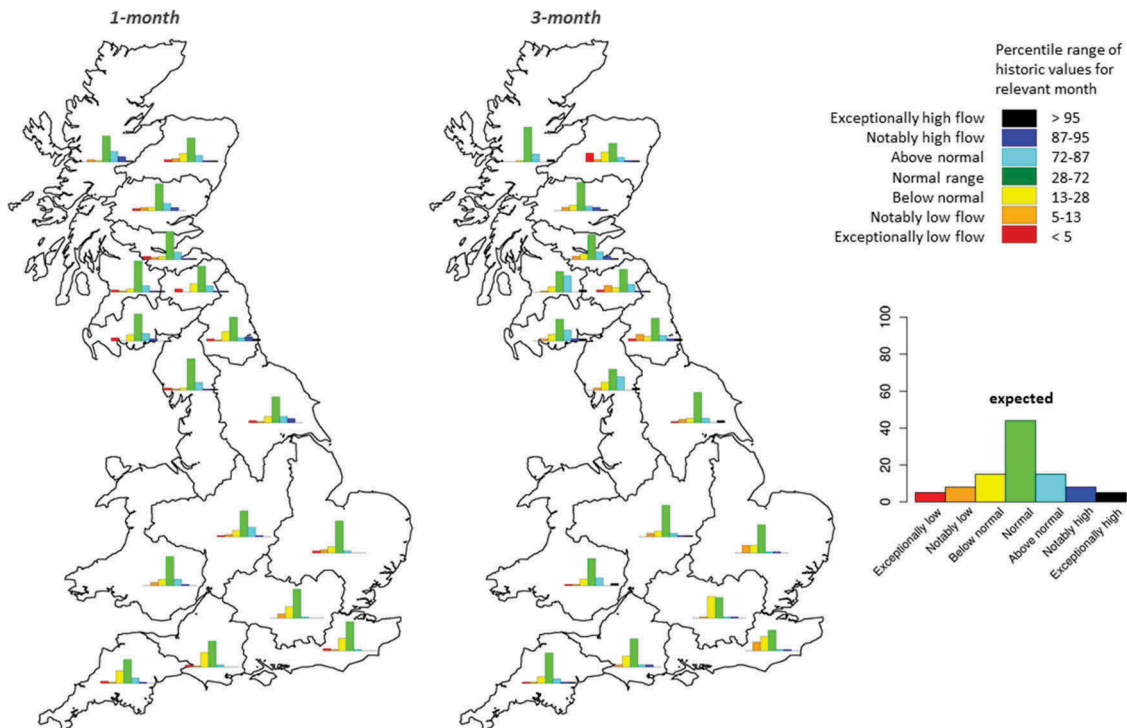 1-month
3-month
Percentile range of
historic values for
relevant month
Exceptionally high flow > 95
Notably high flow 87-95
Above normal 72-87
Normal range 28-72
Below normal 13-28
Notably low flow 5-13
Exceptionally low flow < 5
100
80
60
40
20
0
expected
Exceptionally low
Notably low
Below normal
Normal
Above normal
Notably high
Exceptionally high